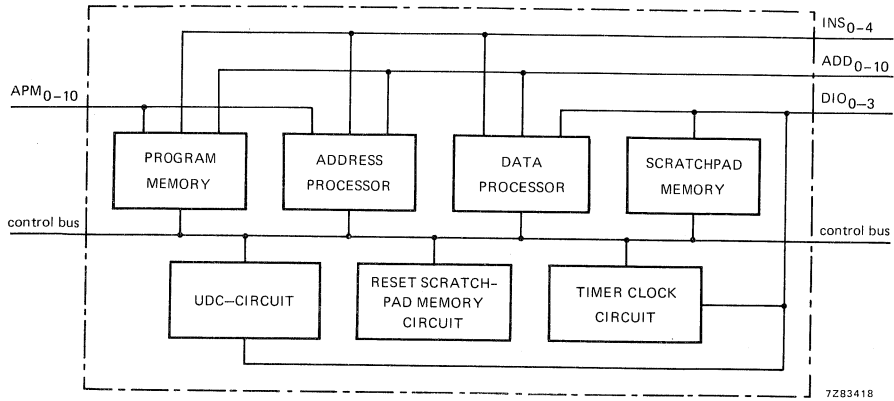 INS0–4
ADD0–10
APM0–10
DIO0–3
PROGRAM
MEMORY
ADDRESS
PROCESSOR
DATA
PROCESSOR
SCRATCHPAD
MEMORY
control bus
control bus
UDC–CIRCUIT
RESET SCRATCH–
PAD MEMORY
CIRCUIT
TIMER CLOCK
CIRCUIT
7Z83418